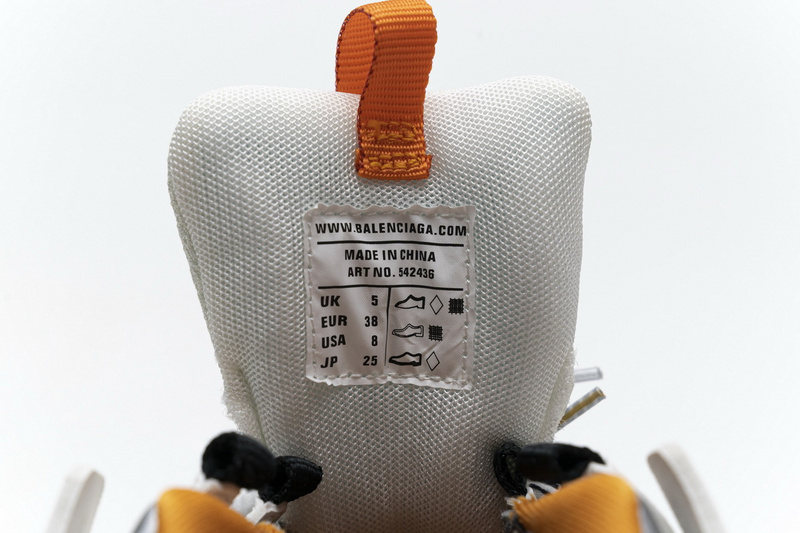 WWW.BALENCIAGA.COM
MADE IN CHINA
ART NO. 542436
UK 5
EUR 38
USA 8
JP 25